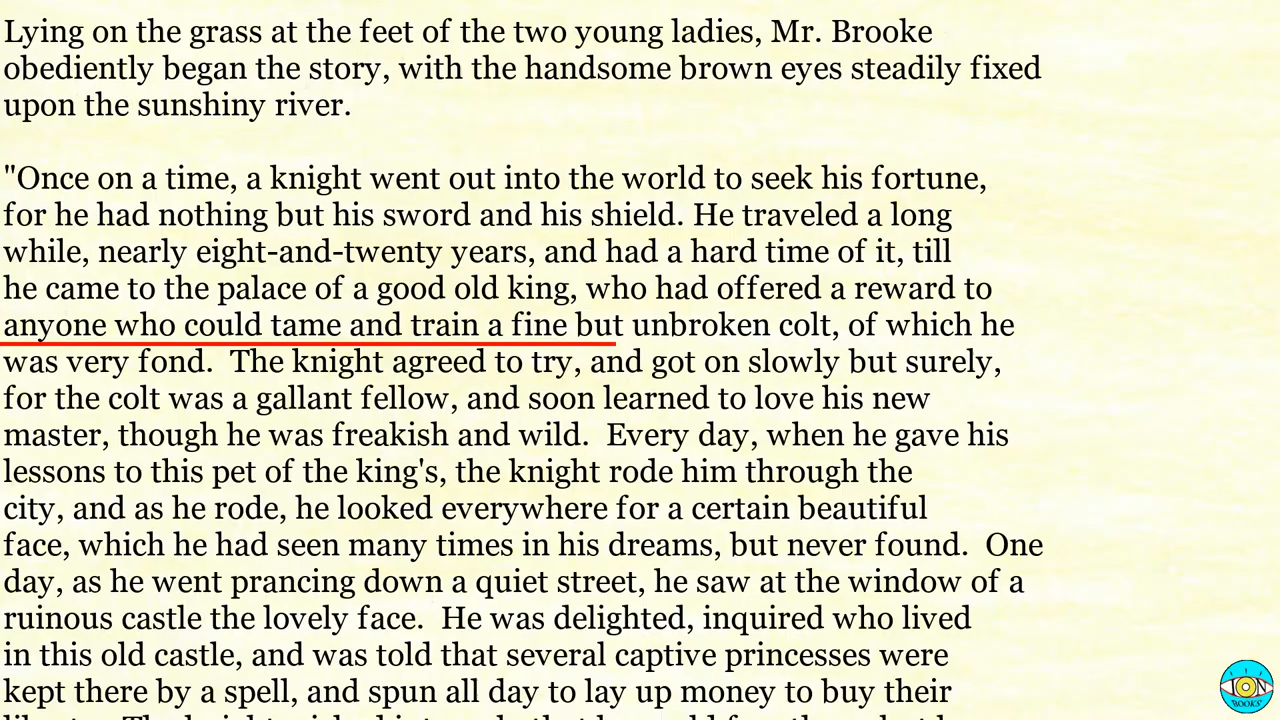 Lying on the grass at the feet of the two young ladies, Mr. Brooke
obediently began the story, with the handsome brown eyes steadily fixed
upon the sunshiny river.
"Once on a time, a knight went out into the world to seek his fortune,
for he had nothing but his sword and his shield. He traveled a long
while, nearly eight-and-twenty years, and had a hard time of it, till
he came to the palace of a good old king, who had offered a reward to
anyone who could tame and train a fine but unbroken colt, of which he
was very fond.  The knight agreed to try, and got on slowly but surely,
for the colt was a gallant fellow, and soon learned to love his new
master, though he was freakish and wild.  Every day, when he gave his
lessons to this pet of the king's, the knight rode him through the
city, and as he rode, he looked everywhere for a certain beautiful
face, which he had seen many times in his dreams, but never found.  One
day, as he went prancing down a quiet street, he saw at the window of a
ruinous castle the lovely face.  He was delighted, inquired who lived
in this old castle, and was told that several captive princesses were
kept there by a spell, and spun all day to lay up money to buy their
ION
BOOKS